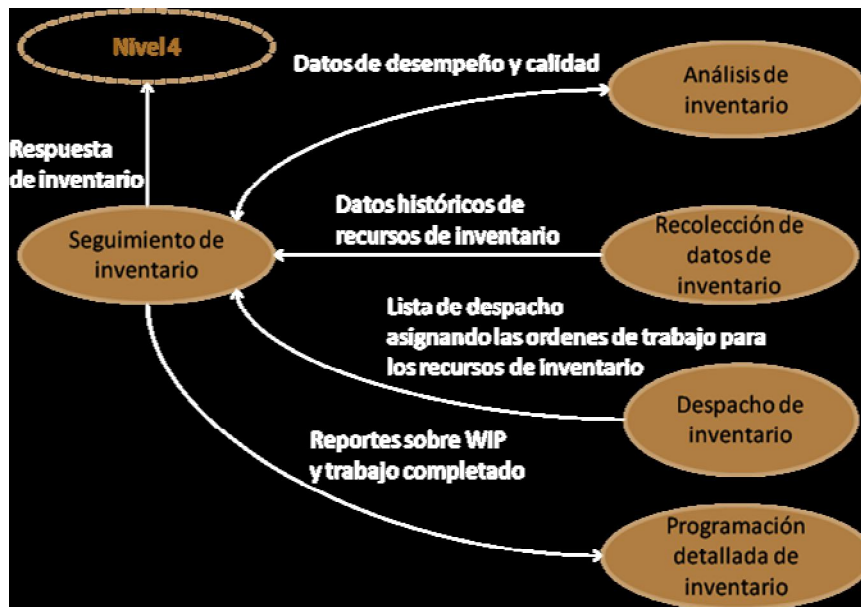 Nivel 4
Datos de desempeño y calidad
Análisis de
inventario
Respuesta
de inventario
Seguimiento de
inventario
Datos históricos de
recursos de inventario
Recolección de
datos de
inventario
Lista de despacho
asignando las ordenes de trabajo para
los recursos de inventario
Despacho de
inventario
Reportes sobre WIP
y trabajo completado
Programación
detallada de
inventario